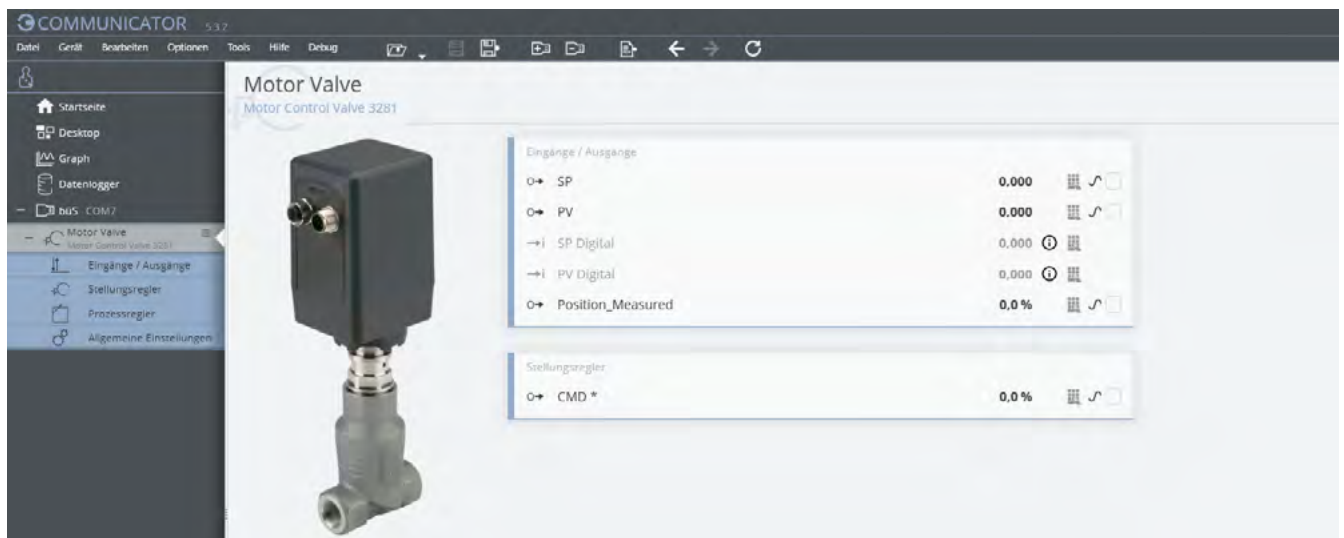 COMMUNICATOR 5.3.2
Datei Gerät Bearbeiten Optionen Tools Hilfe Debug
Startseite
Desktop
Graph
Datenlogger
büS COM7
Motor Valve
Motor Control Valve 3281
Eingänge / Ausgänge
Stellungsregler
Prozessregler
Allgemeine Einstellungen
Motor Valve
Motor Control Valve 3281
Eingänge / Ausgänge
SP 0,000
PV 0.000
SP Digital 0,000
PV Digital 0,000
Position_Measured 0,0 %
Stellungsregler
CMD * 0,0 %